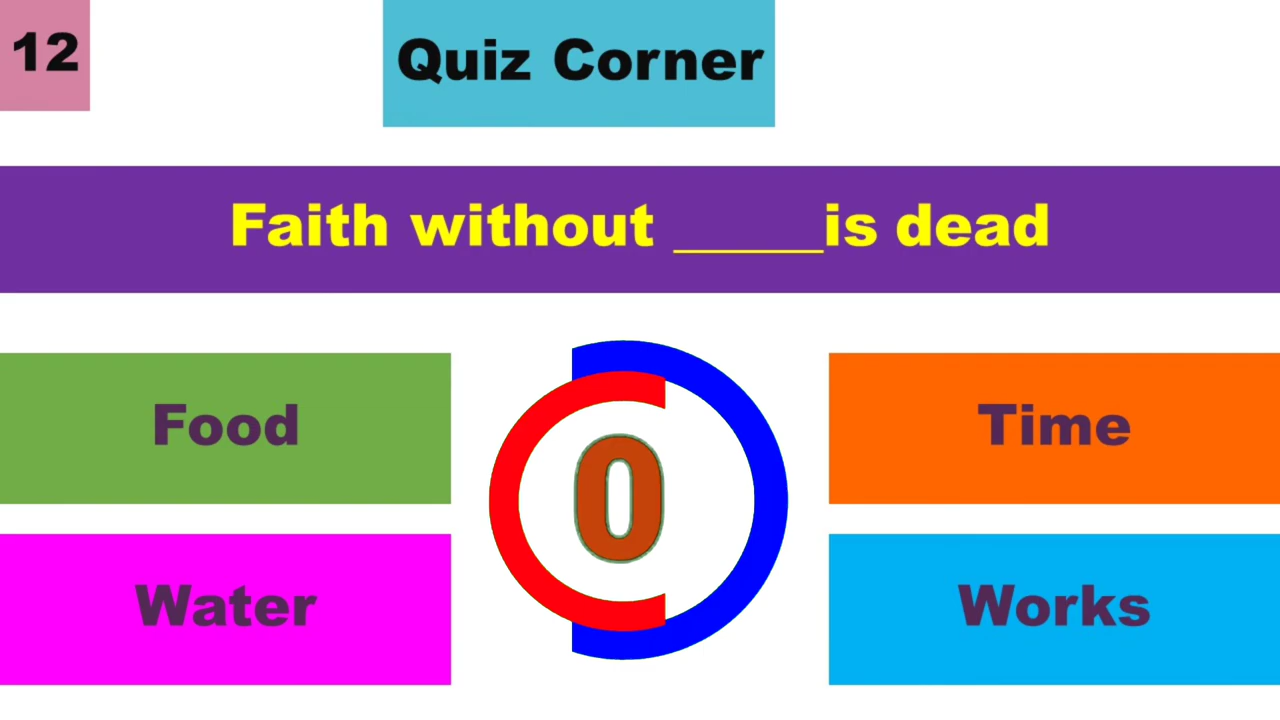 12
Quiz Corner
Faith without _____is dead
Food
Time
0
Water
Works